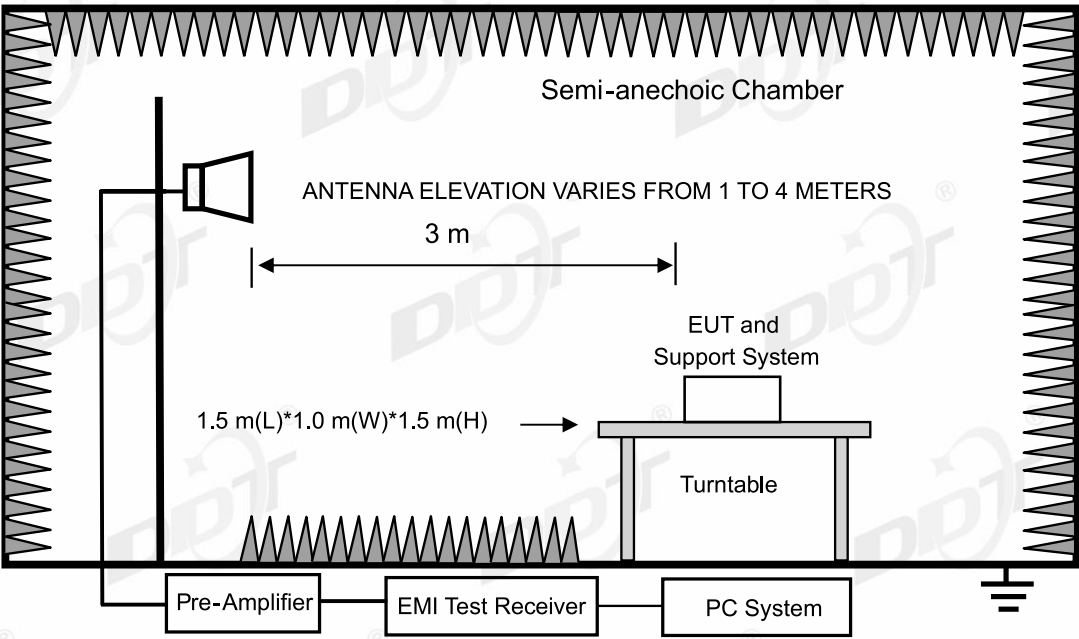 Semi-anechoic Chamber
ANTENNA ELEVATION VARIES FROM 1 TO 4 METERS
3 m
EUT and
Support System
1.5 m(L)*1.0 m(W)*1.5 m(H)
Turntable
Pre-Amplifier
EMI Test Receiver
PC System
DDT
®